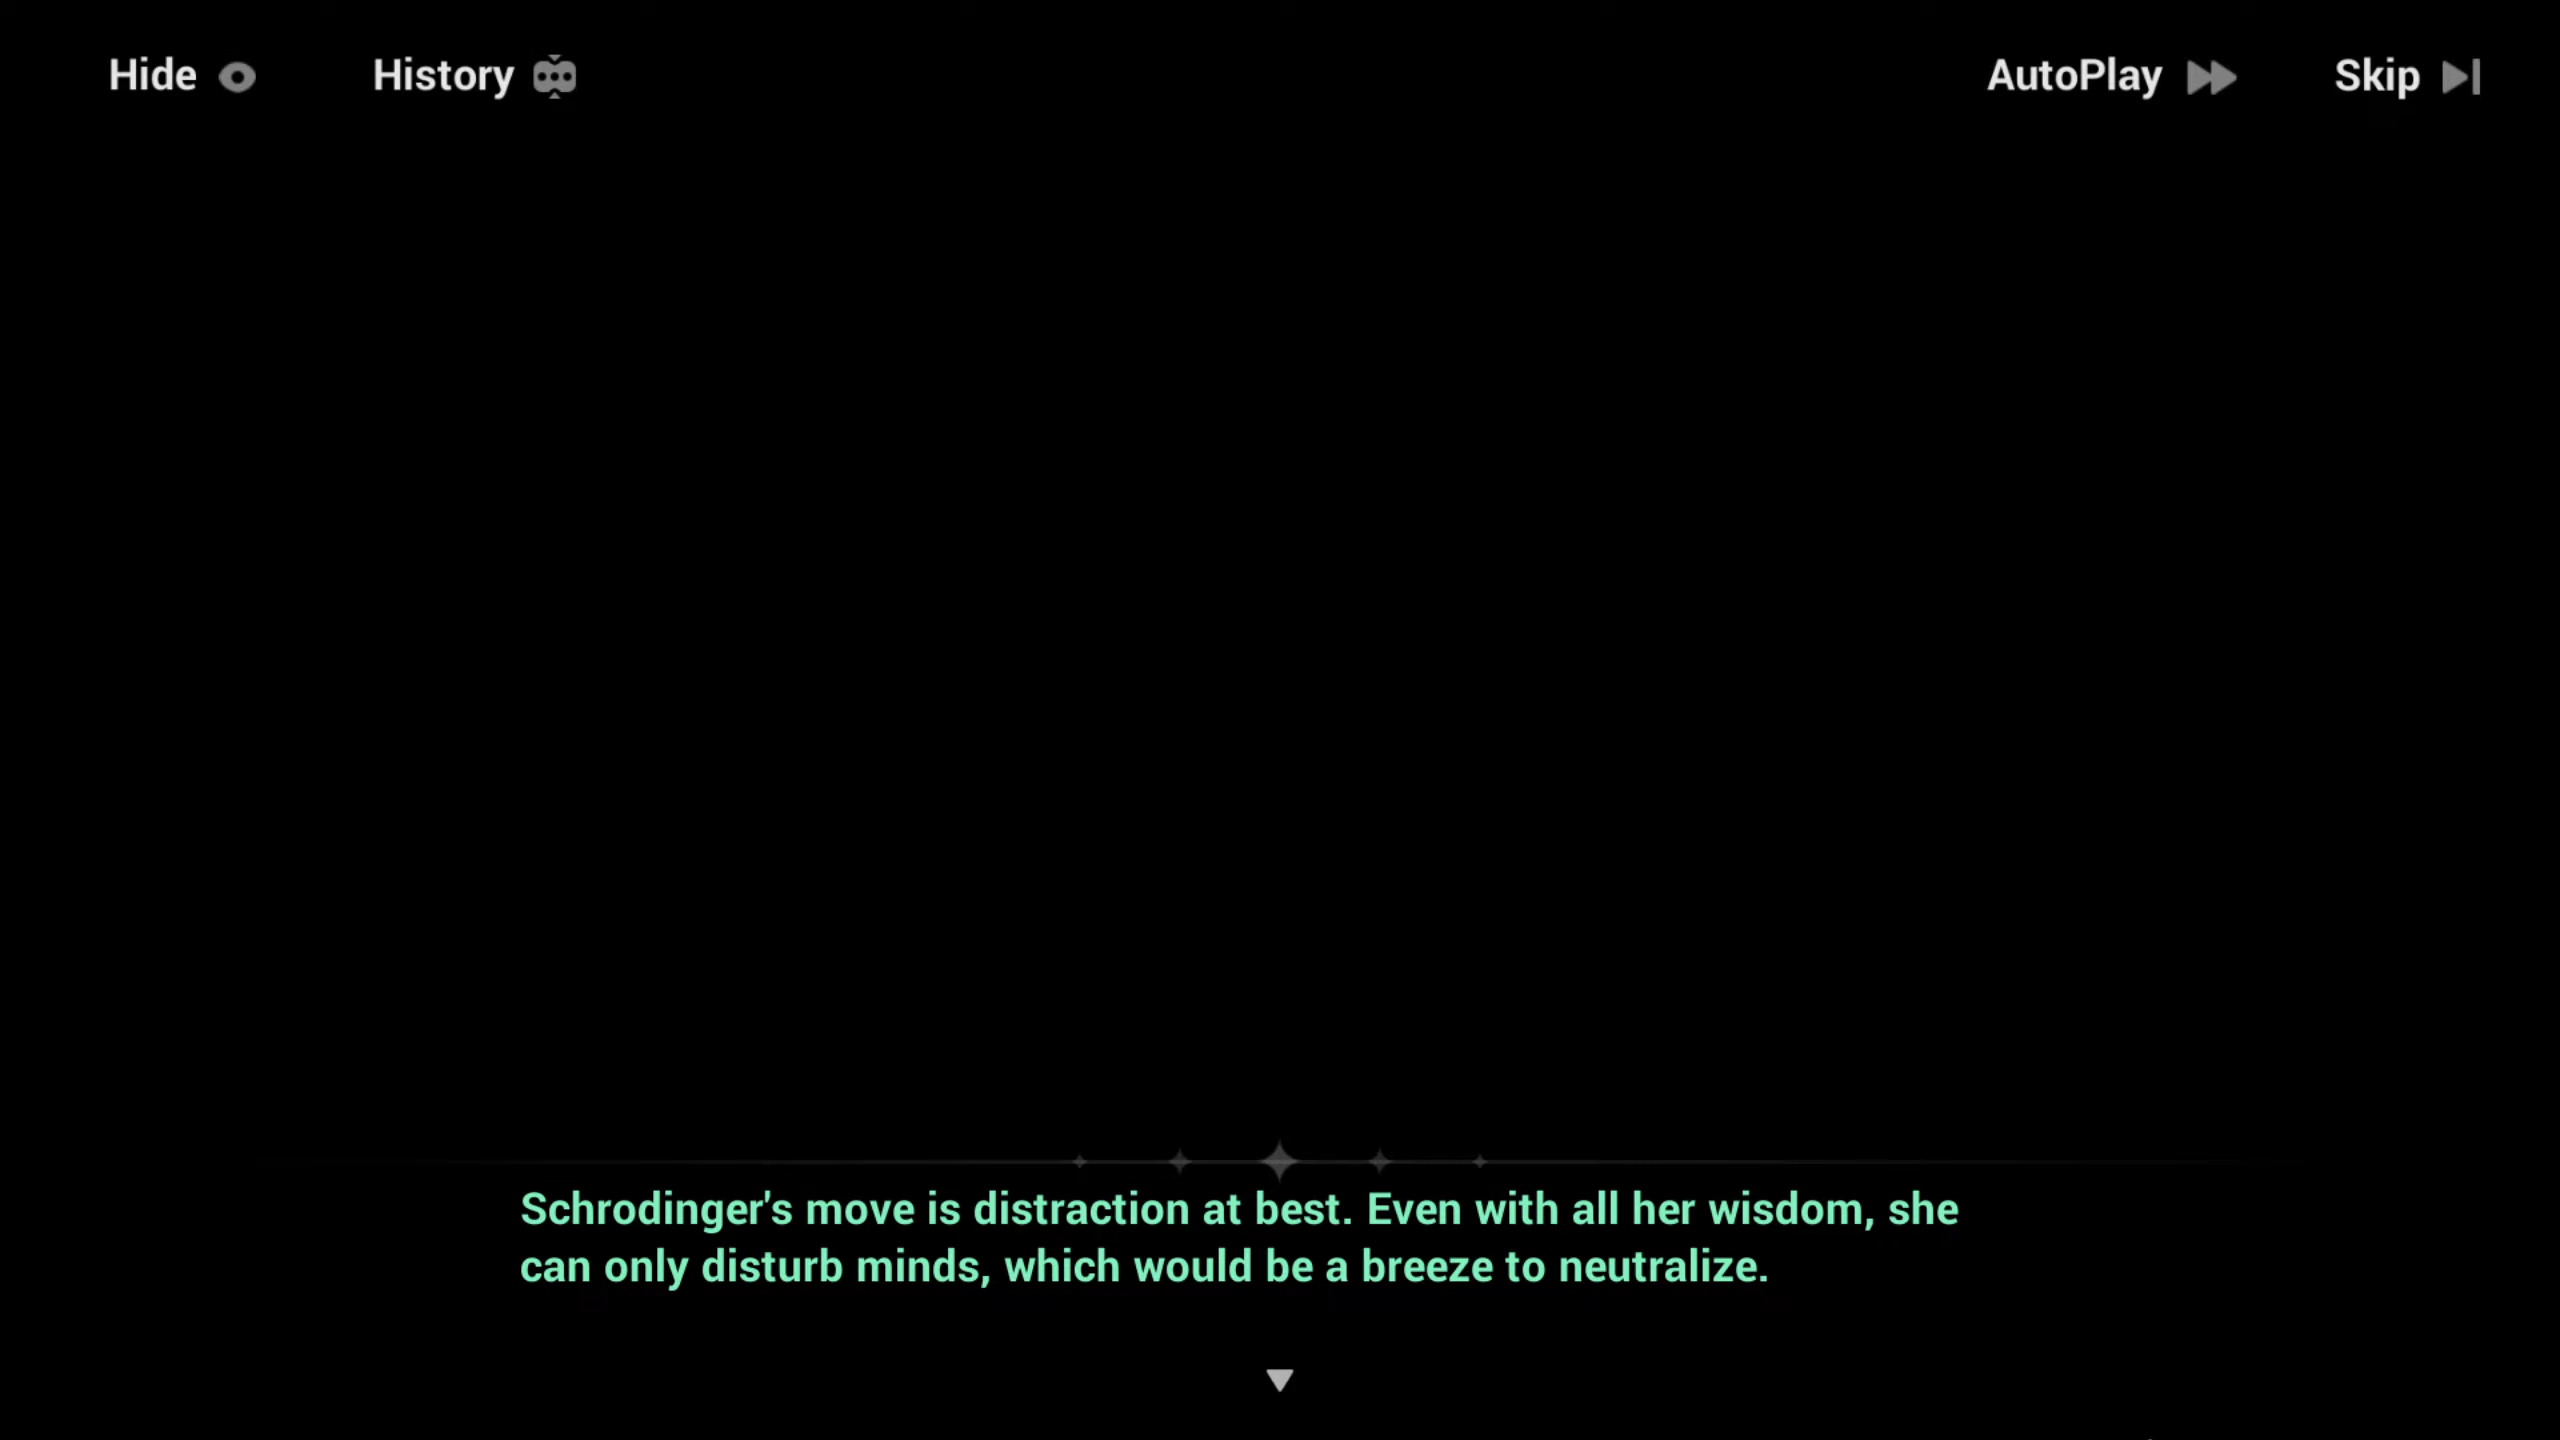 Hide
History
AutoPlay
Skip
Schrodinger's move is distraction at best. Even with all her wisdom, she
can only disturb minds, which would be a breeze to neutralize.